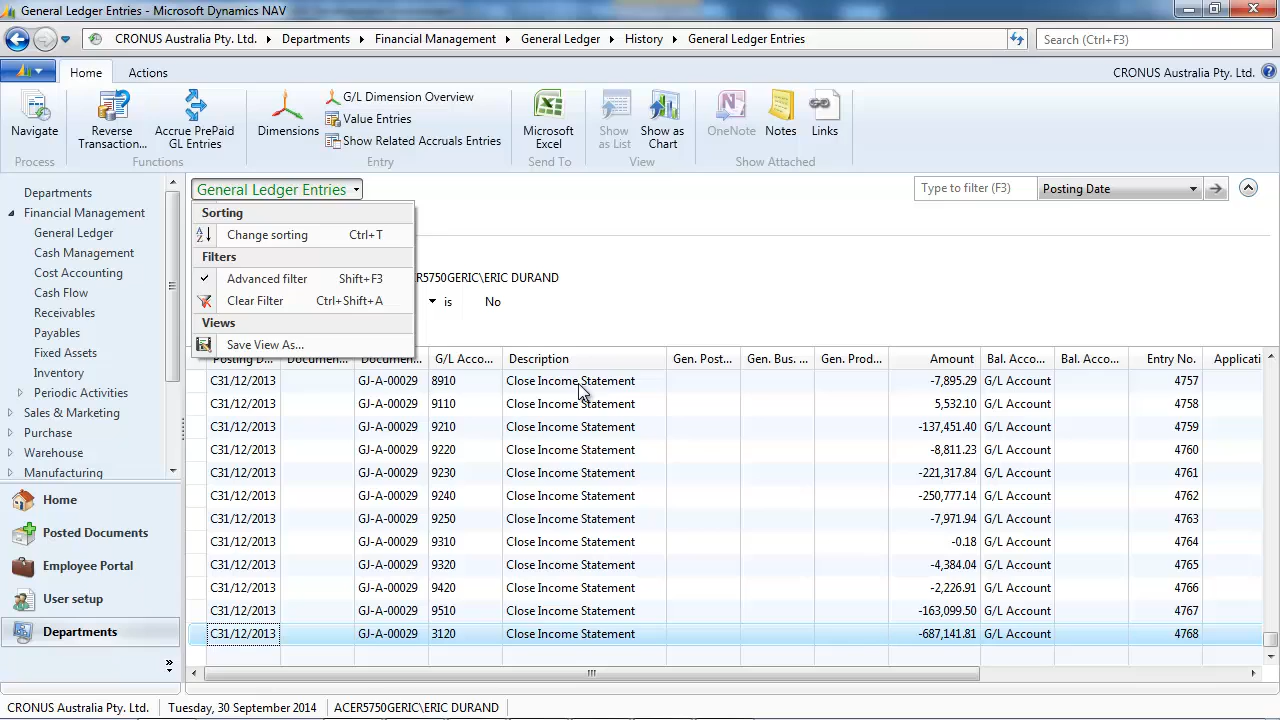 General Ledger Entries - Microsoft Dynamics NAV
CRONUS Australia Pty. Ltd. Departments Financial Management General Ledger History General Ledger Entries
Search (Ctrl+F3)
Home Actions
CRONUS Australia Pty. Ltd.
Navigate
Process
Reverse Transaction...
Accrue PrePaid GL Entries
Functions
Dimensions
G/L Dimension Overview
Value Entries
Show Related Accruals Entries
Entry
Microsoft Excel
Send To
Show as List
Show as Chart
View
OneNote
Notes
Links
Show Attached
Departments
Financial Management
General Ledger
Cash Management
Cost Accounting
Cash Flow
Receivables
Payables
Fixed Assets
Inventory
Periodic Activities
Sales & Marketing
Purchase
Warehouse
Manufacturing
Home
Posted Documents
Employee Portal
User setup
Departments
General Ledger Entries
Type to filter (F3) Posting Date
Sorting
Change sorting Ctrl+T
Filters
Advanced filter Shift+F3
Clear Filter Ctrl+Shift+A
Views
Save View As...
R5750GERIC\ERIC DURAND
is No
Posting D... Documen... Documen... G/L Acco... Description Gen. Post... Gen. Bus. ... Gen. Prod... Amount Bal. Acco... Bal. Acco... Entry No. Applicati
C31/12/2013 GJ-A-00029 8910 Close Income Statement -7,895.29 G/L Account 4757
C31/12/2013 GJ-A-00029 9110 Close Income Statement 5,532.10 G/L Account 4758
C31/12/2013 GJ-A-00029 9210 Close Income Statement -137,451.40 G/L Account 4759
C31/12/2013 GJ-A-00029 9220 Close Income Statement -8,811.23 G/L Account 4760
C31/12/2013 GJ-A-00029 9230 Close Income Statement -221,317.84 G/L Account 4761
C31/12/2013 GJ-A-00029 9240 Close Income Statement -250,777.14 G/L Account 4762
C31/12/2013 GJ-A-00029 9250 Close Income Statement -7,971.94 G/L Account 4763
C31/12/2013 GJ-A-00029 9310 Close Income Statement -0.18 G/L Account 4764
C31/12/2013 GJ-A-00029 9320 Close Income Statement -4,384.04 G/L Account 4765
C31/12/2013 GJ-A-00029 9420 Close Income Statement -2,226.91 G/L Account 4766
C31/12/2013 GJ-A-00029 9510 Close Income Statement -163,099.50 G/L Account 4767
C31/12/2013 GJ-A-00029 3120 Close Income Statement -687,141.81 G/L Account 4768
CRONUS Australia Pty. Ltd. Tuesday, 30 September 2014 ACER5750GERIC\ERIC DURAND